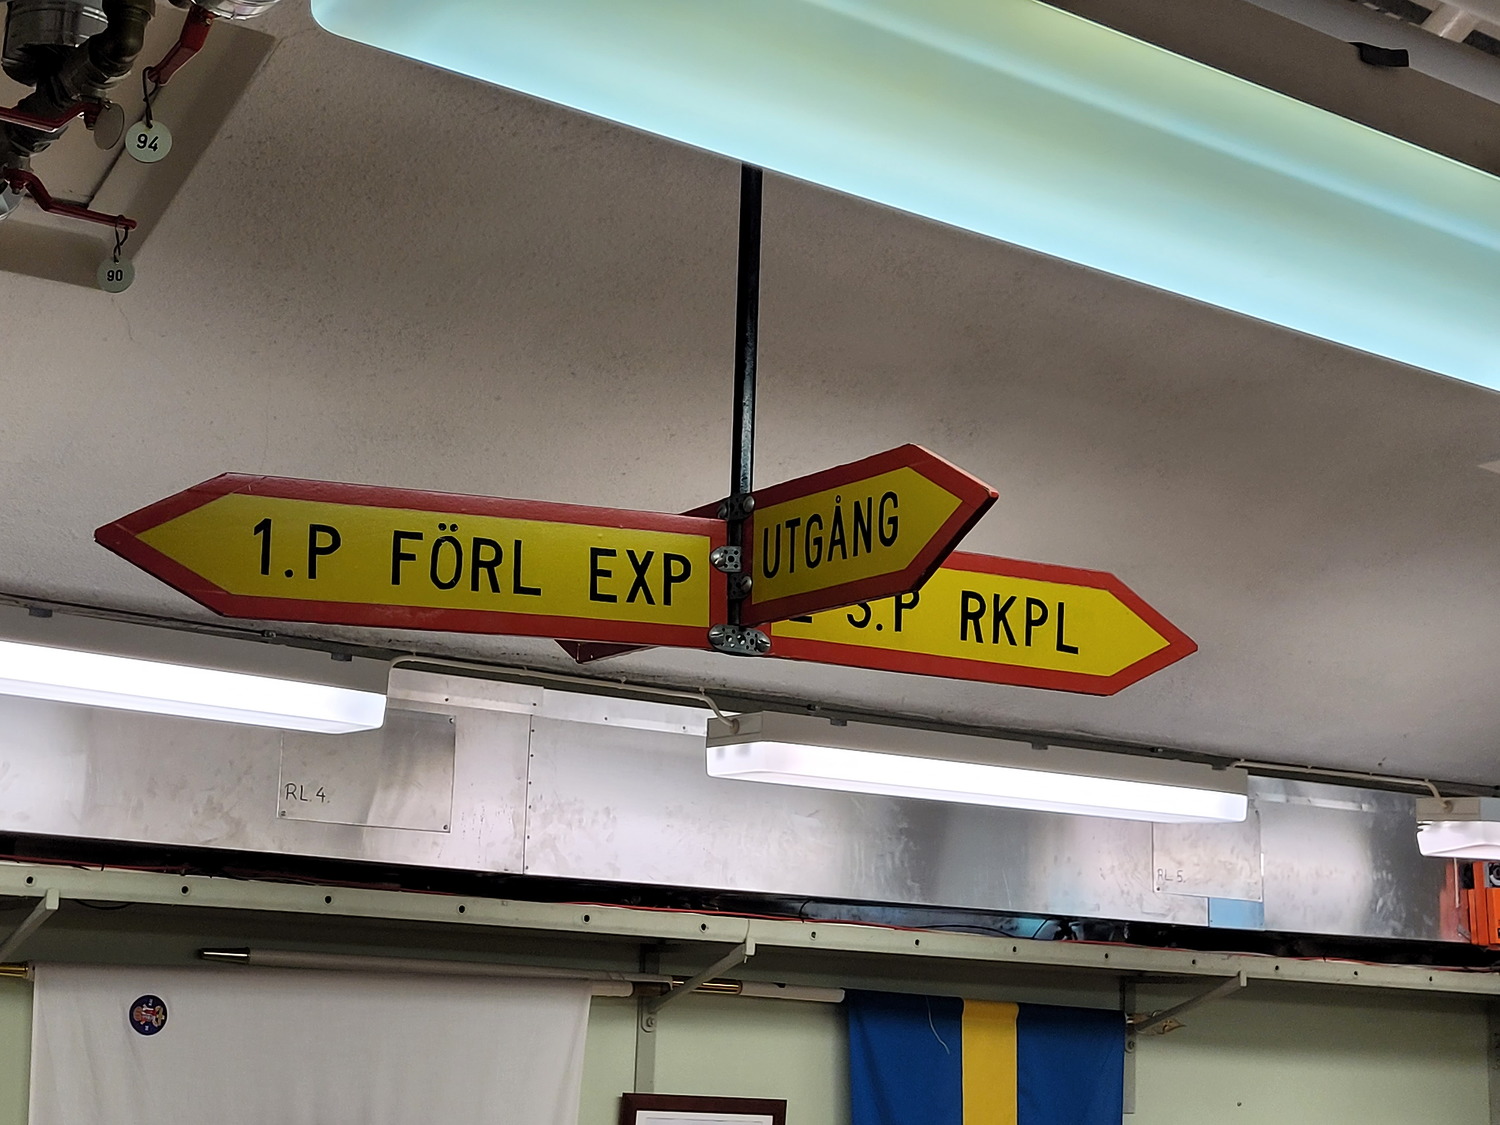 94
90
1.P FÖRL EXP
UTGÅNG
S.P RKPL
RL.4.
RL 5.